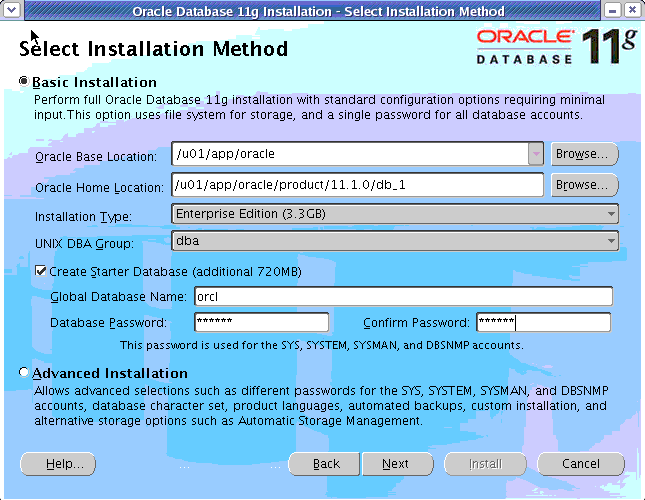 Oracle Database 11g Installation - Select Installation Method
Select Installation Method
ORACLE
DATABASE
11g
Basic Installation
Perform full Oracle Database 11g installation with standard configuration options requiring minimal
input.This option uses file system for storage, and a single password for all database accounts.
Oracle Base Location: /u01/app/oracle Browse...
Oracle Home Location: /u01/app/oracle/product/11.1.0/db_1 Browse...
Installation Type: Enterprise Edition (3.3GB)
UNIX DBA Group: dba
Create Starter Database (additional 720MB)
Global Database Name: orcl
Database Password: ****** Confirm Password: ******
This password is used for the SYS, SYSTEM, SYSMAN, and DBSNMP accounts.
Advanced Installation
Allows advanced selections such as different passwords for the SYS, SYSTEM, SYSMAN, and DBSNMP
accounts, database character set, product languages, automated backups, custom installation, and
alternative storage options such as Automatic Storage Management.
Help... ... ... Back Next Install Cancel